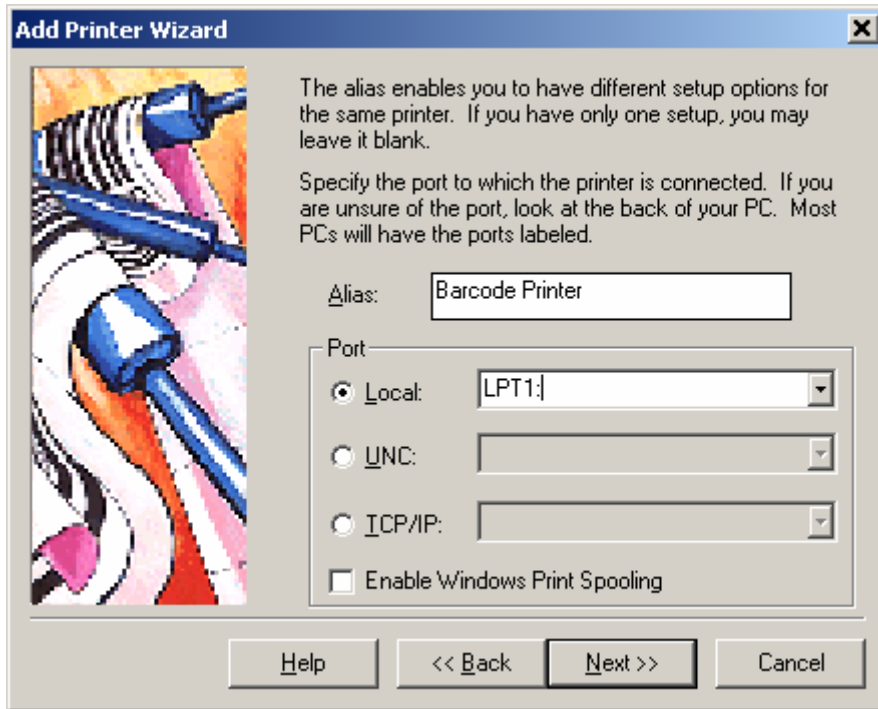 Add Printer Wizard
The alias enables you to have different setup options for
the same printer.  If you have only one setup, you may
leave it blank.
Specify the port to which the printer is connected.  If you
are unsure of the port, look at the back of your PC.  Most
PCs will have the ports labeled.
Alias: Barcode Printer
Port
Local: LPT1:
UNC:
TCP/IP:
Enable Windows Print Spooling
Help << Back Next >> Cancel